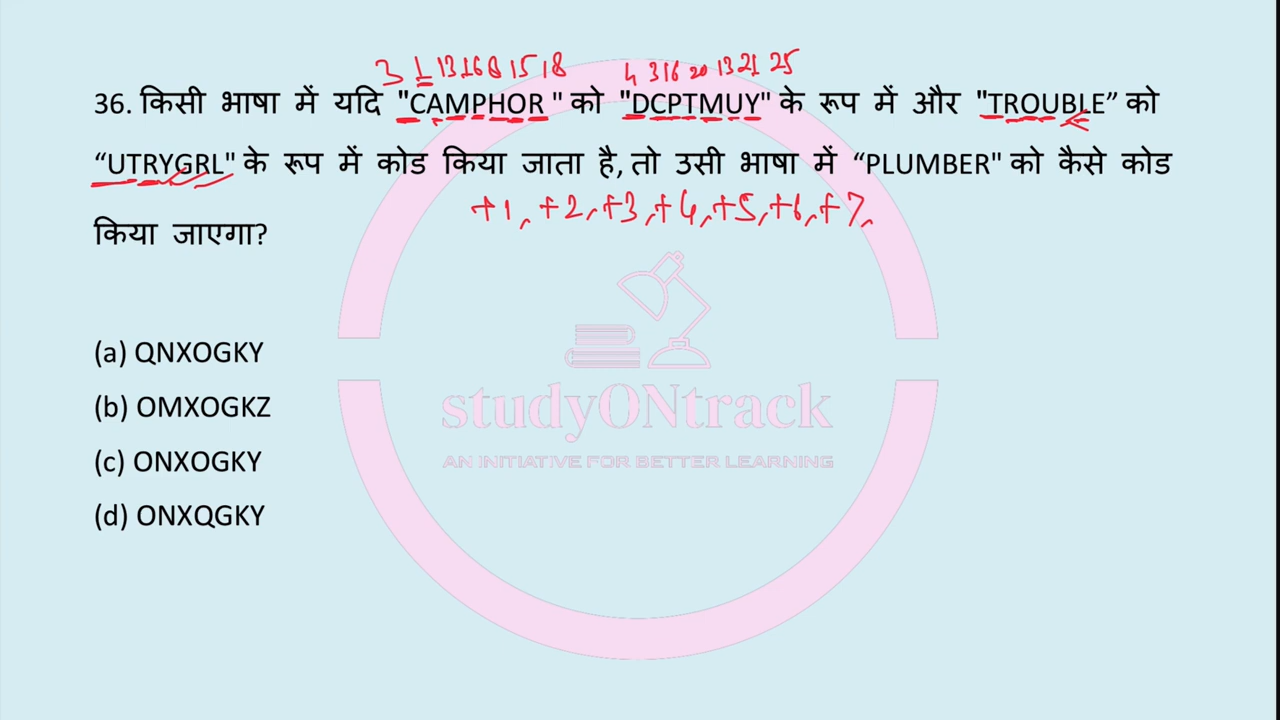 3 1 13 16 8 15 18 4 3 16 20 13 21 25
36. किसी भाषा में यदि "CAMPHOR " को "DCPTMUY" के रूप में और "TROUBLE” को
“UTRYGRL" के रूप में कोड किया जाता है, तो उसी भाषा में “PLUMBER" को कैसे कोड
+1, +2, +3, +4, +5, +6, +7,
किया जाएगा?
(a) QNXOGKY
(b) OMXOGKZ
(c) ONXOGKY
(d) ONXQGKY
studyONtrack
AN INITIATIVE FOR BETTER LEARNING